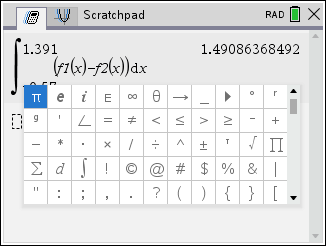 Scratchpad RAD
1.391
∫(f1(x)−f2(x))dx 1.49086368492
π e i ∞ θ → _ ▶ ° ʳ
ᵍ ' ∠ = ≠ < ≤ > ≥ − +
− * · × / ÷ ^ ± ᵀ √ ∏
∑ d ∫ ! © @ # $ % & |
" : ; , . ? ( ) { } [